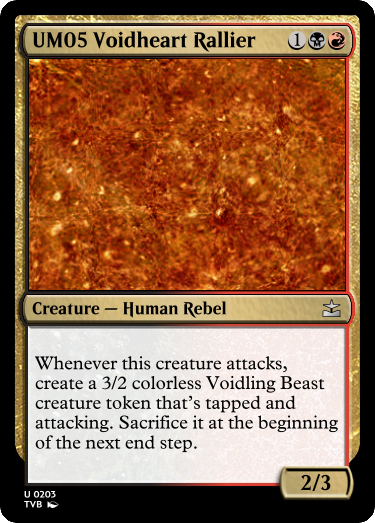 UM05 Voidheart Rallier 1
Creature — Human Rebel
Whenever this creature attacks,
create a 3/2 colorless Voidling Beast
creature token that's tapped and
attacking. Sacrifice it at the beginning
of the next end step.
2/3
U 0203
TVB